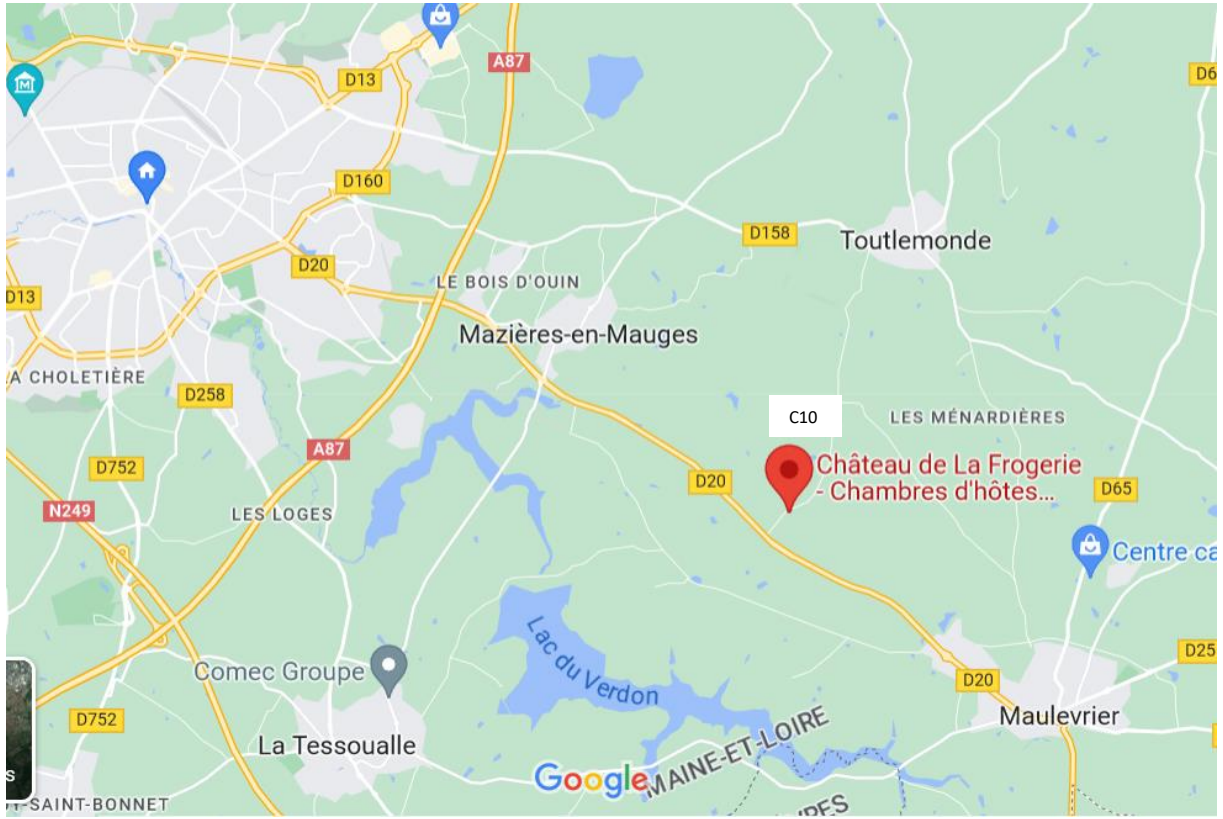 D13
A87
D6
M
D160
D158
Toutlemonde
D20
LE BOIS D'OUIN
D13
Mazières-en-Mauges
A CHOLETIÈRE
D258
C10
LES MÉNARDIÈRES
A87
D752
Château de La Frogerie
- Chambres d'hôtes...
D20
D65
N249
LES LOGES
Centre ca
Lac du Verdon
D25
Comec Groupe
D20
D752
Maulevrier
La Tessoualle
MAINE-ET-LOIRE
Google
S
Y-SAINT-BONNET